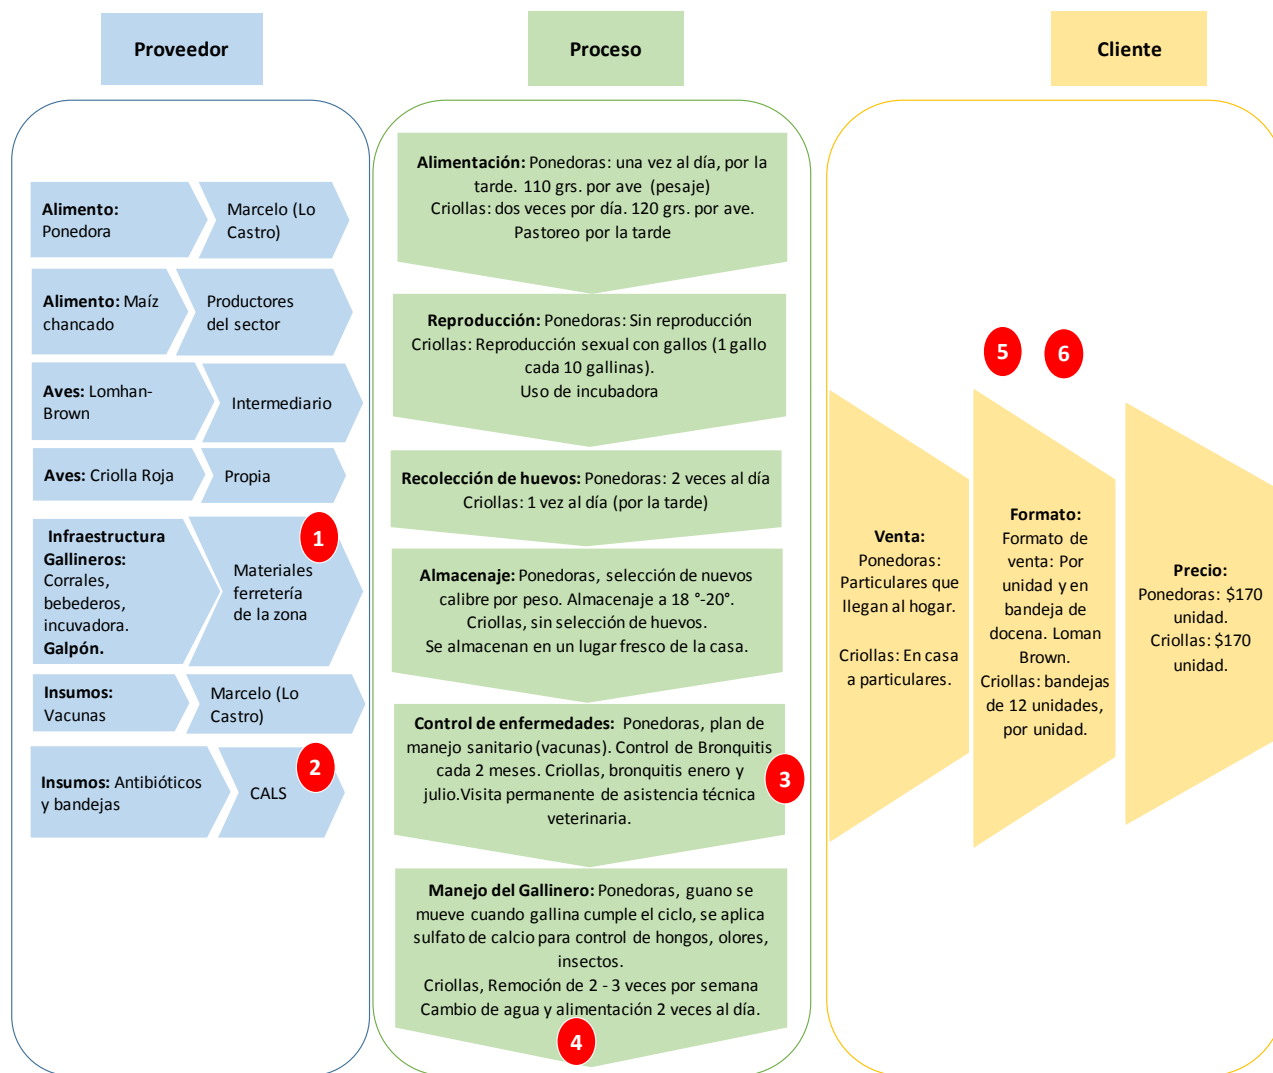 Proveedor
Proceso
Cliente
Alimento:
Ponedora
Marcelo (Lo
Castro)
Alimento: Maíz
chancado
Productores
del sector
Aves: Lomhan-
Brown
Intermediario
Aves: Criolla Roja
Propia
Infraestructura
Gallineros:
Corrales,
bebederos,
incuvadora.
Galpón.
1
Materiales
ferretería
de la zona
Insumos:
Vacunas
Marcelo (Lo
Castro)
Insumos: Antibióticos
y bandejas
2
CALS
Alimentación: Ponedoras: una vez al día, por la
tarde. 110 grs. por ave (pesaje)
Criollas: dos veces por día. 120 grs. por ave.
Pastoreo por la tarde
Reproducción: Ponedoras: Sin reproducción
Criollas: Reproducción sexual con gallos (1 gallo
cada 10 gallinas).
Uso de incubadora
Recolección de huevos: Ponedoras: 2 veces al día
Criollas: 1 vez al día (por la tarde)
Almacenaje: Ponedoras, selección de nuevos
calibre por peso. Almacenaje a 18 °-20°.
Criollas, sin selección de huevos.
Se almacenan en un lugar fresco de la casa.
Control de enfermedades: Ponedoras, plan de
manejo sanitario (vacunas). Control de Bronquitis
cada 2 meses. Criollas, bronquitis enero y
julio.Visita permanente de asistencia técnica
veterinaria.
3
Manejo del Gallinero: Ponedoras, guano se
mueve cuando gallina cumple el ciclo, se aplica
sulfato de calcio para control de hongos, olores,
insectos.
Criollas, Remoción de 2 - 3 veces por semana
Cambio de agua y alimentación 2 veces al día.
4
5
6
Venta:
Ponedoras:
Particulares que
llegan al hogar.
Criollas: En casa
a particulares.
Formato:
Formato de
venta: Por
unidad y en
bandeja de
docena. Loman
Brown.
Criollas: bandejas
de 12 unidades,
por unidad.
Precio:
Ponedoras: $170
unidad.
Criollas: $170
unidad.